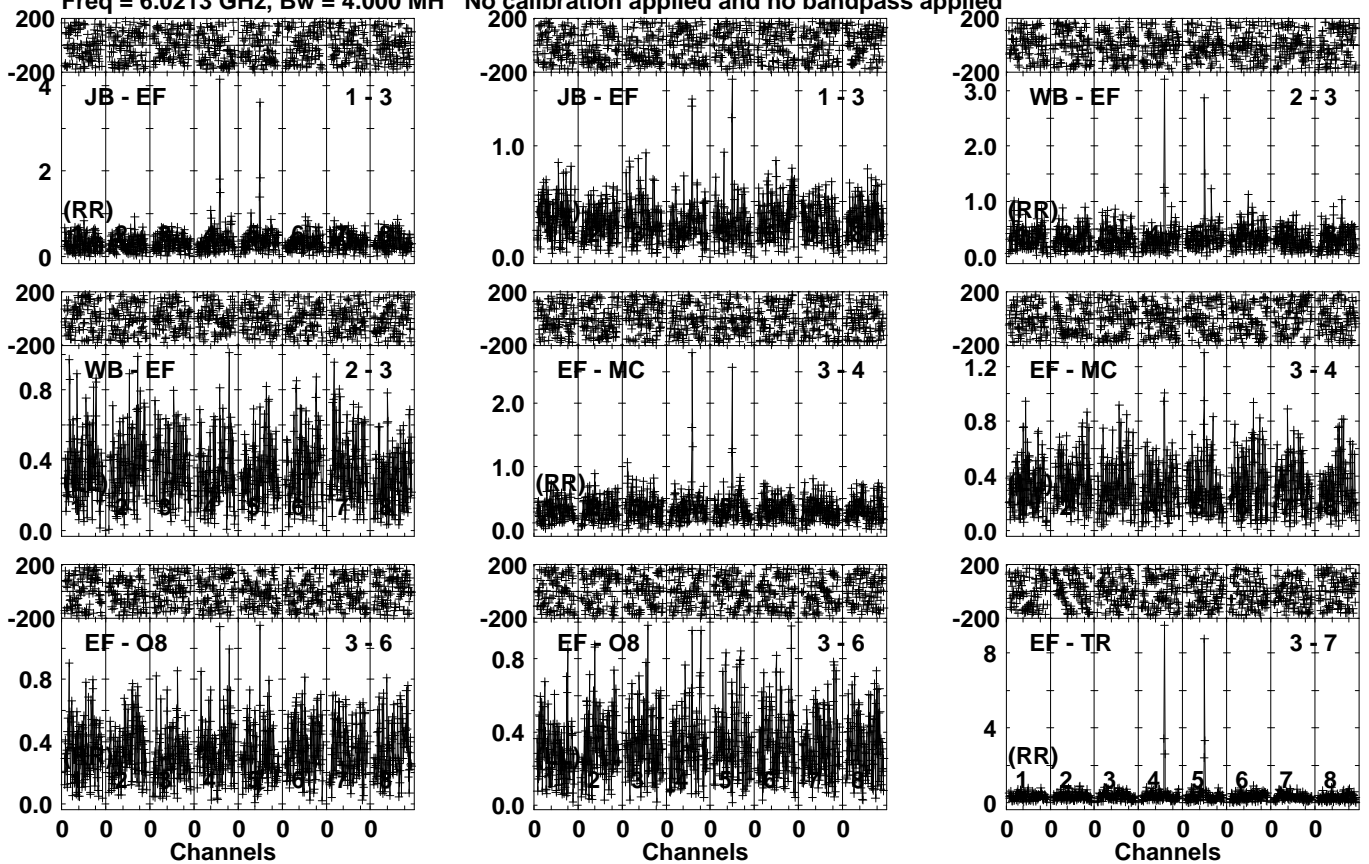 Freq = 6.0213 GHz, Bw = 4.000 MH No calibration applied and no bandpass applied
200 200 200
-200 -200 -200
4 JB - EF 1 - 3 JB - EF 1 - 3 3.0 WB - EF 2 - 3
2 1.0 2.0
1.0
(RR) (RR)
0 0.0 0.0
200 200 200
-200 -200 -200
WB - EF 2 - 3 EF - MC 3 - 4 EF - MC 3 - 4
0.8 2.0 1.2
0.8
0.4 1.0 0.4
(RR)
0.0 0.0 0.0
200 200 200
-200 -200 -200
EF - O8 3 - 6 EF - O8 3 - 6 EF - TR 3 - 7
0.8 0.8 8
0.4 0.4 4
(RR)
1 2 3 4 5 6 7 8
0.0 0.0 0
0 0 0 0 0 0 0 0 0 0 0 0 0 0 0 0 0 0 0 0 0 0 0 0
Channels Channels Channels